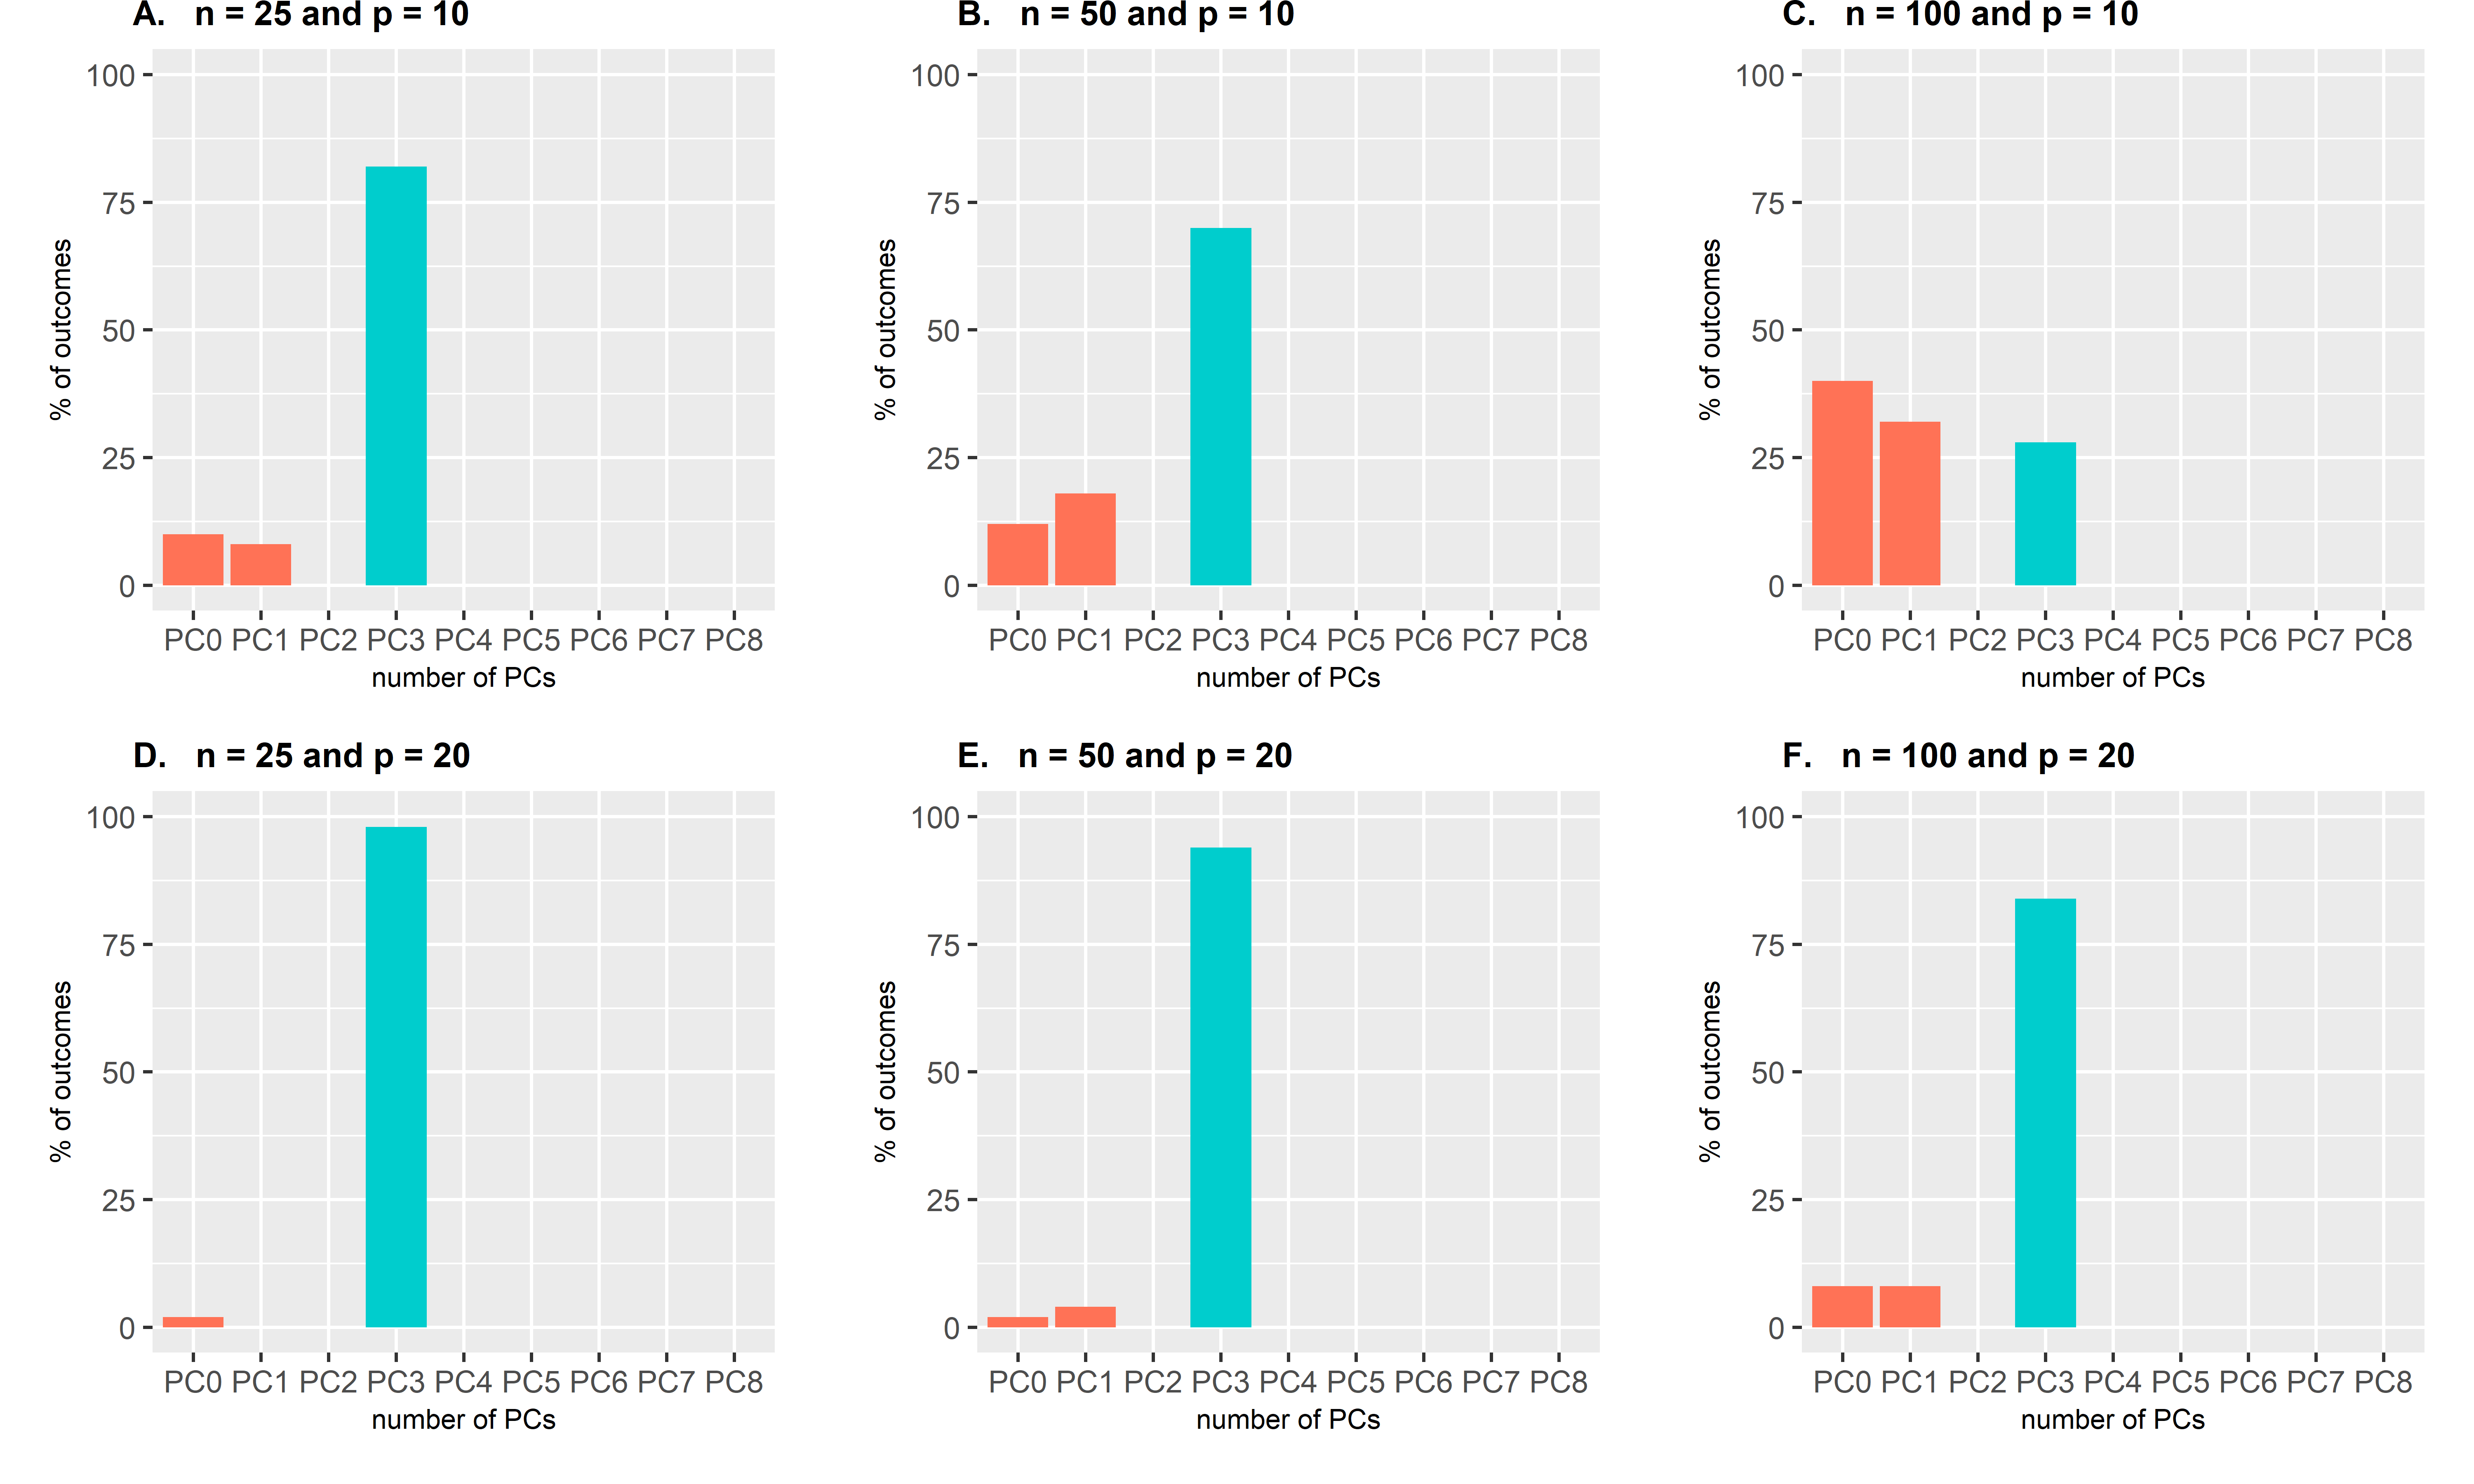 A. n = 25 and p = 10
100
75
50
25
0
% of outcomes
PC0 PC1 PC2 PC3 PC4 PC5 PC6 PC7 PC8
number of PCs
B. n = 50 and p = 10
100
75
50
25
0
% of outcomes
PC0 PC1 PC2 PC3 PC4 PC5 PC6 PC7 PC8
number of PCs
C. n = 100 and p = 10
100
75
50
25
0
% of outcomes
PC0 PC1 PC2 PC3 PC4 PC5 PC6 PC7 PC8
number of PCs
D. n = 25 and p = 20
100
75
50
25
0
% of outcomes
PC0 PC1 PC2 PC3 PC4 PC5 PC6 PC7 PC8
number of PCs
E. n = 50 and p = 20
100
75
50
25
0
% of outcomes
PC0 PC1 PC2 PC3 PC4 PC5 PC6 PC7 PC8
number of PCs
F. n = 100 and p = 20
100
75
50
25
0
% of outcomes
PC0 PC1 PC2 PC3 PC4 PC5 PC6 PC7 PC8
number of PCs